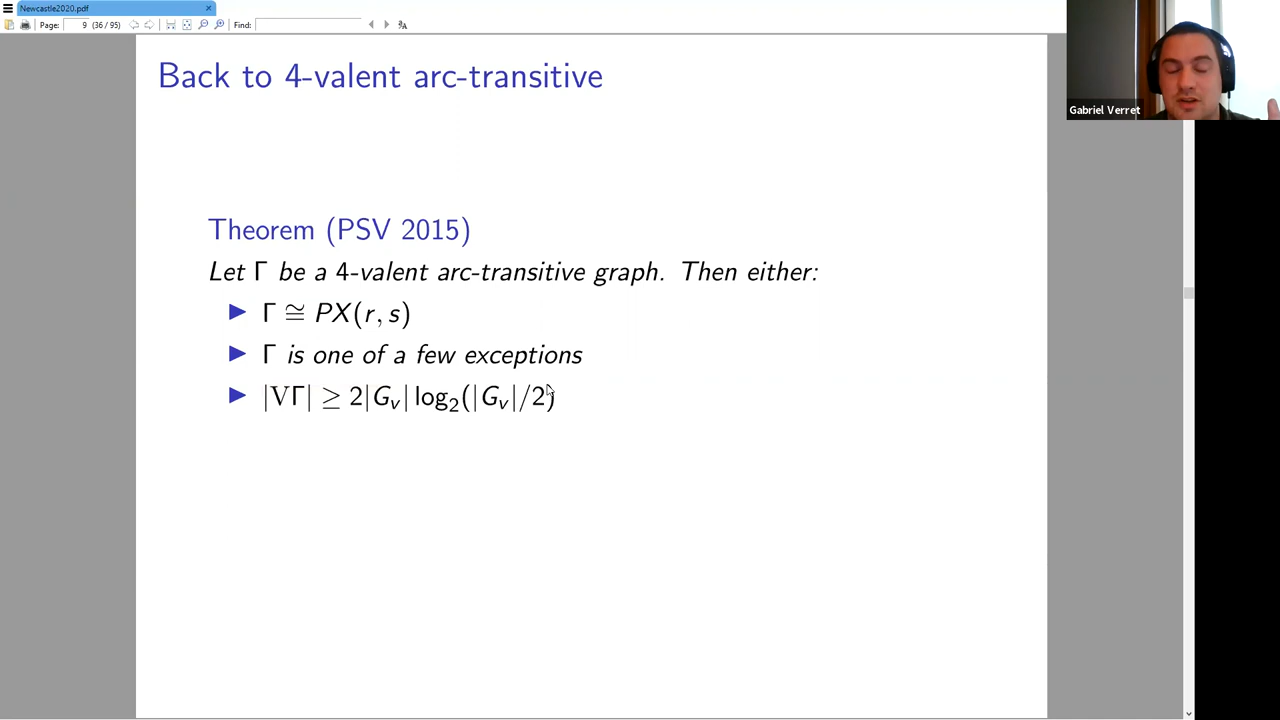 Newcastle2020.pdf
Page: 9 (36 / 95) Find:
Back to 4-valent arc-transitive
Gabriel Verret
Theorem (PSV 2015)
Let Γ be a 4-valent arc-transitive graph. Then either:
▶ Γ ≅ PX(r, s)
▶ Γ is one of a few exceptions
▶ |VΓ| ≥ 2|G_v| log₂(|G_v|/2)